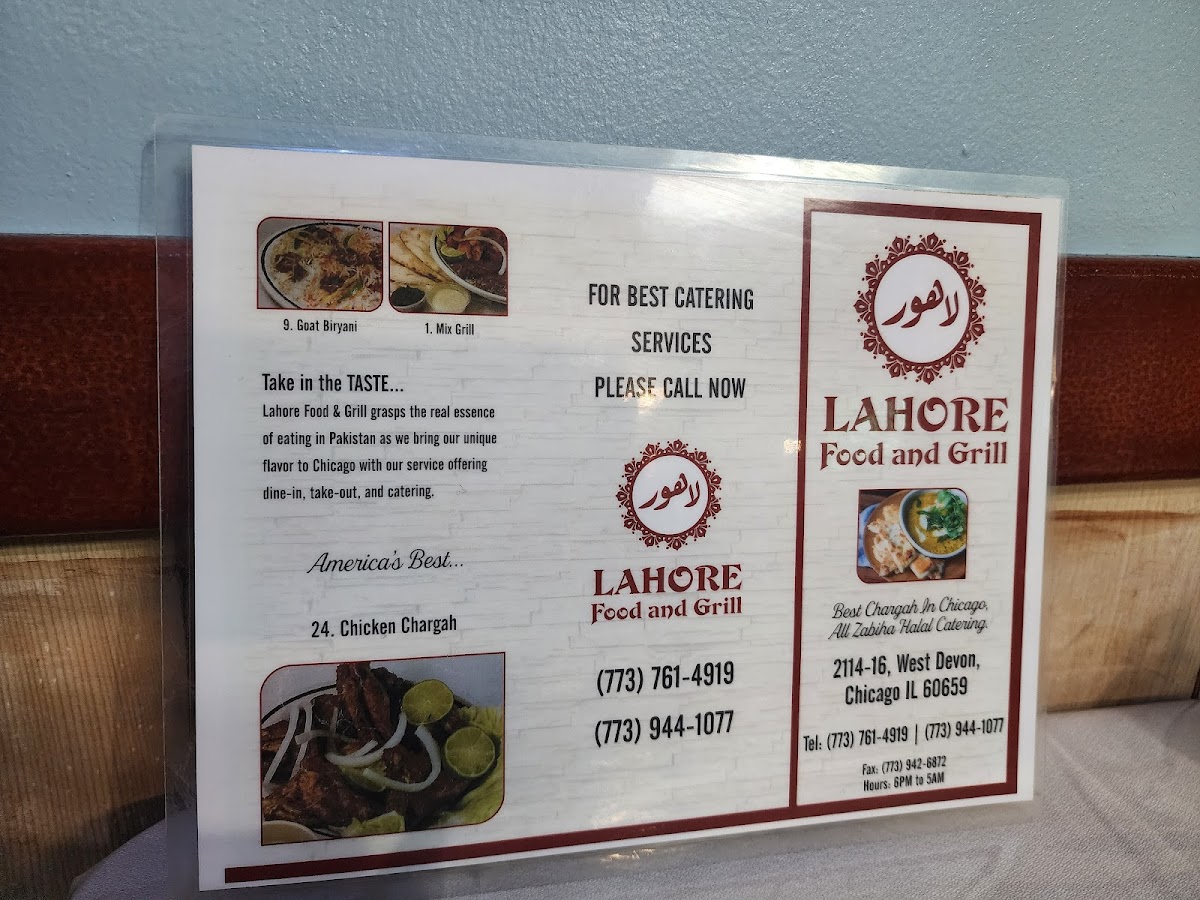 9. Goat Biryani
1. Mix Grill
Take in the TASTE...
Lahore Food & Grill grasps the real essence
of eating in Pakistan as we bring our unique
flavor to Chicago with our service offering
dine-in, take-out, and catering.
America's Best...
24. Chicken Chargah
FOR BEST CATERING
SERVICES
PLEASE CALL NOW
لاهور
LAHORE
Food and Grill
(773) 761-4919
(773) 944-1077
لاهور
LAHORE
Food and Grill
Best Chargah In Chicago,
All Zabiha Halal Catering.
2114-16, West Devon,
Chicago IL 60659
Tel: (773) 761-4919 | (773) 944-1077
Fax: (773) 942-6872
Hours: 6PM to 5AM